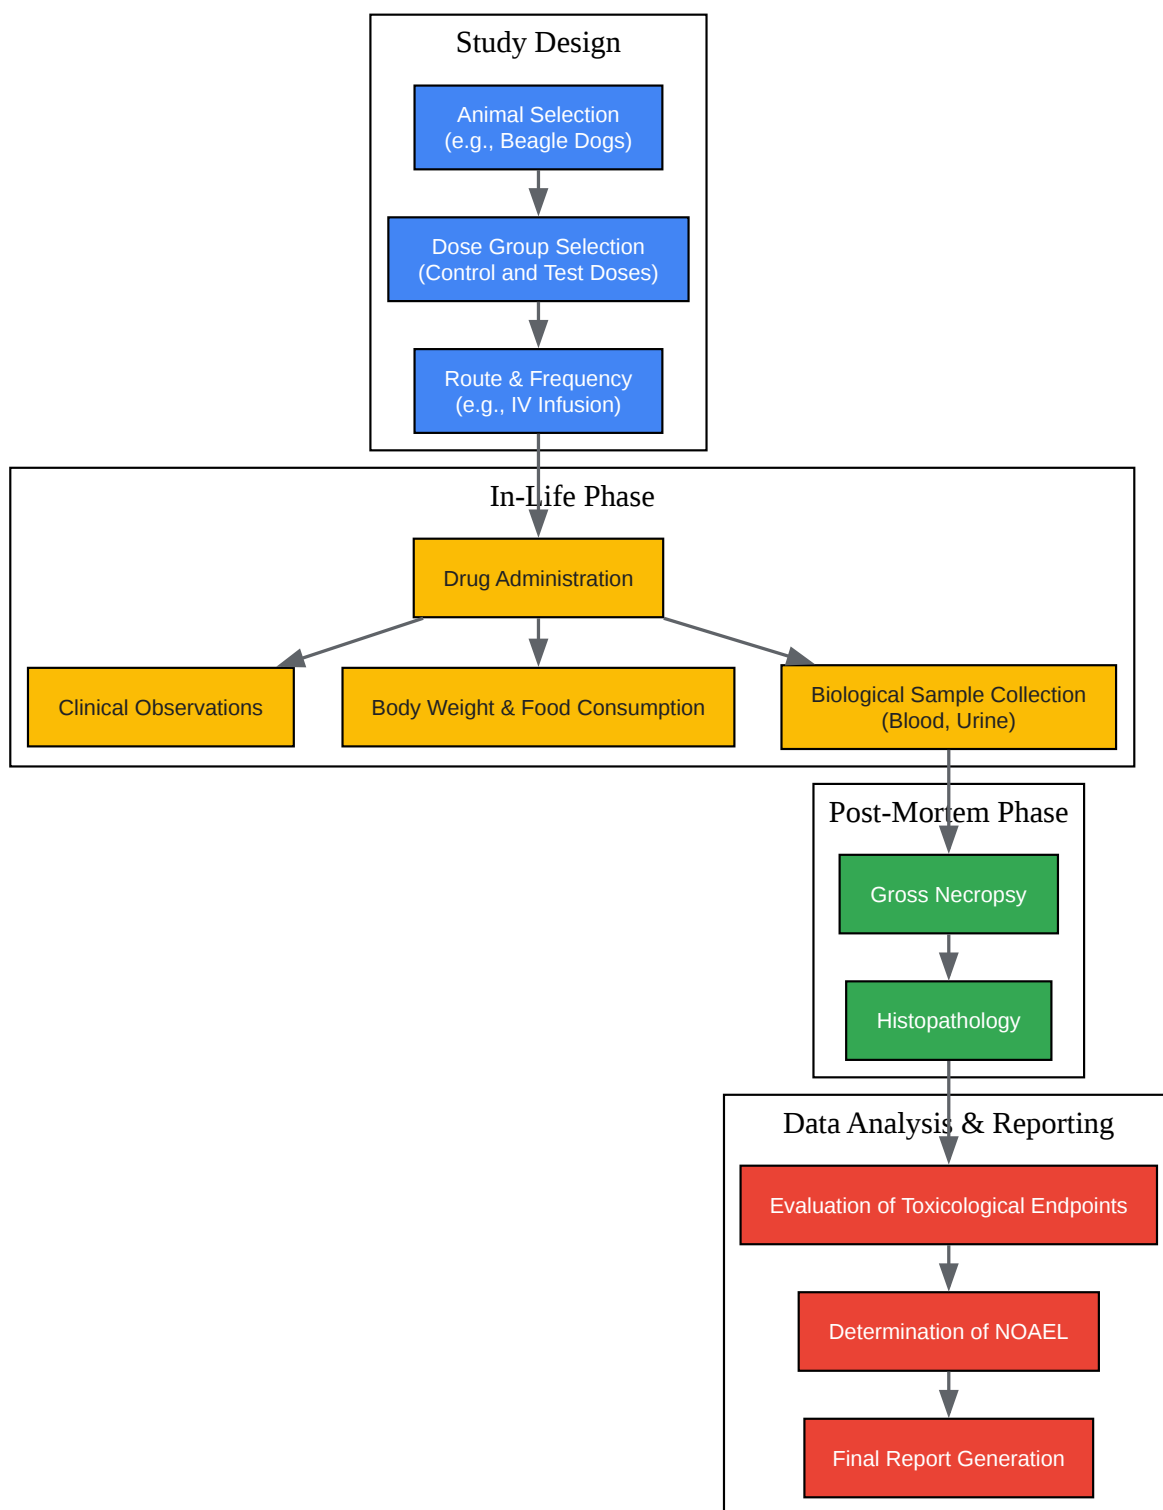 Study Design
Animal Selection
(e.g., Beagle Dogs)
Dose Group Selection
(Control and Test Doses)
Route & Frequency
(e.g., IV Infusion)
In-Life Phase
Drug Administration
Clinical Observations
Body Weight & Food Consumption
Biological Sample Collection
(Blood, Urine)
Post-Mortem Phase
Gross Necropsy
Histopathology
Data Analysis & Reporting
Evaluation of Toxicological Endpoints
Determination of NOAEL
Final Report Generation